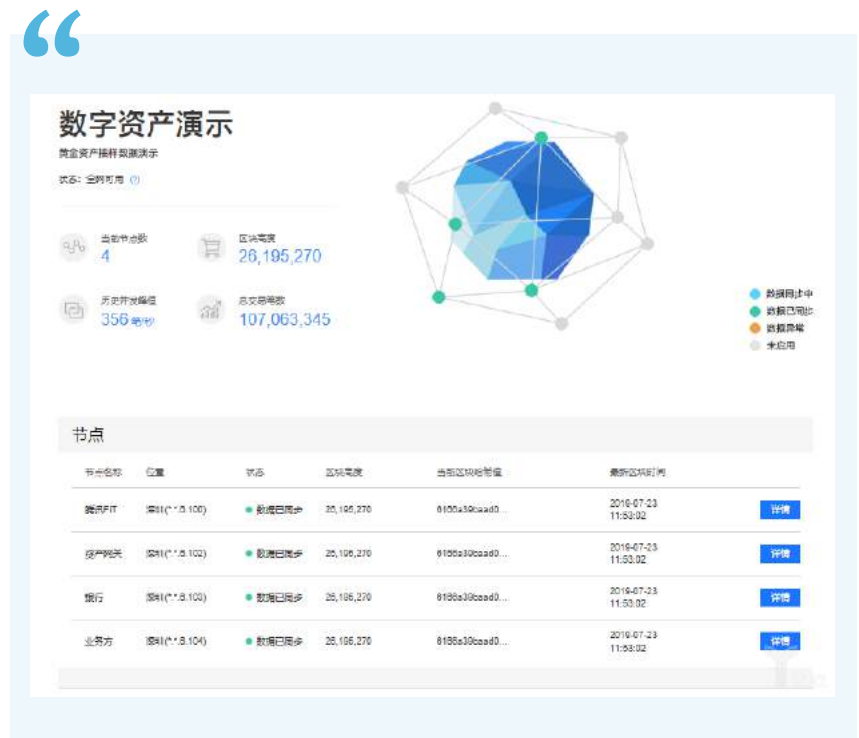 “
数字资产演示
黄金资产抽样数据演示
状态：全网可用 (?)
当前节点数
4
区块高度
26,195,270
历史并发峰值
356 笔/秒
总交易笔数
107,063,345
数据同步中
数据已同步
数据异常
未启用
节点
节点名称 位置 状态 区块高度 当前区块哈希值 最新区块时间
腾讯FIT 深圳(*.*.6.100) 数据已同步 26,195,270 2019-07-23 11:53:02 详情
资产网关 深圳(*.*.6.102) 数据已同步 26,195,270 2019-07-23 11:53:02 详情
银行 深圳(*.*.6.103) 数据已同步 26,195,270 2019-07-23 11:53:02 详情
业务方 深圳(*.*.6.104) 数据已同步 26,195,270 2019-07-23 11:53:02 详情